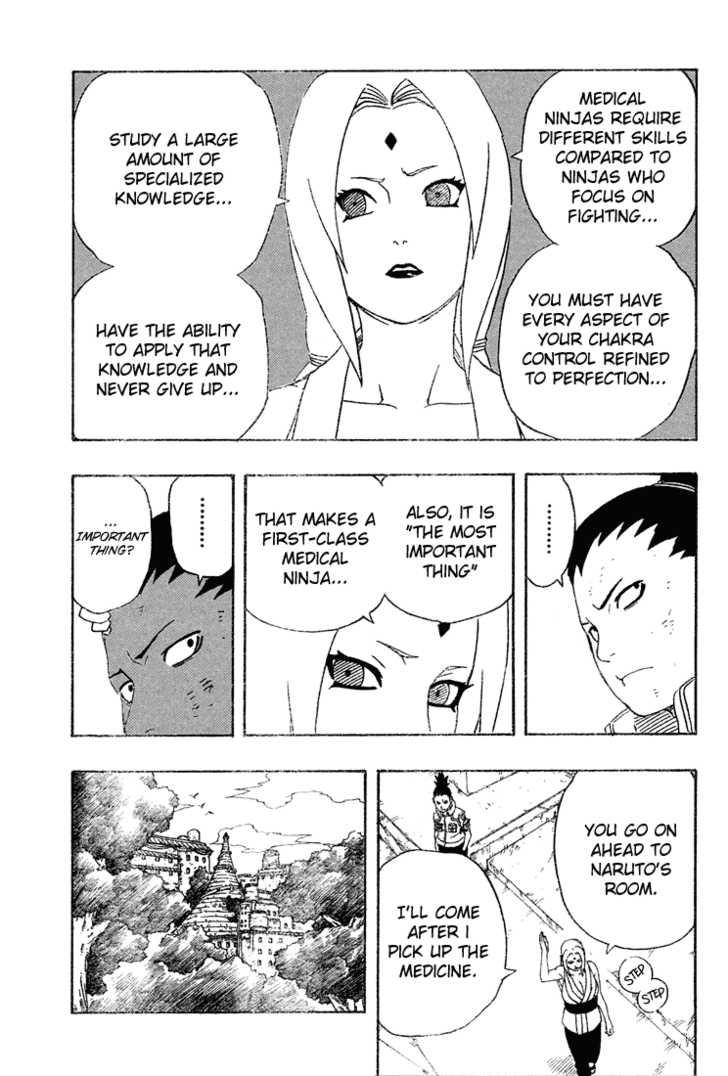 MEDICAL
NINJAS REQUIRE
DIFFERENT SKILLS
COMPARED TO
NINJAS WHO
FOCUS ON
FIGHTING...
YOU MUST HAVE
EVERY ASPECT OF
YOUR CHAKRA
CONTROL REFINED
TO PERFECTION...
STUDY A LARGE
AMOUNT OF
SPECIALIZED
KNOWLEDGE...
HAVE THE ABILITY
TO APPLY THAT
KNOWLEDGE AND
NEVER GIVE UP...
........
ALSO, IT IS
"THE MOST
IMPORTANT
THING"
THAT MAKES A
FIRST-CLASS
MEDICAL
NINJA...
........
...
IMPORTANT
THING?
YOU GO ON
AHEAD TO
NARUTO'S
ROOM.
I'LL COME
AFTER I
PICK UP THE
MEDICINE.
STEP
STEP